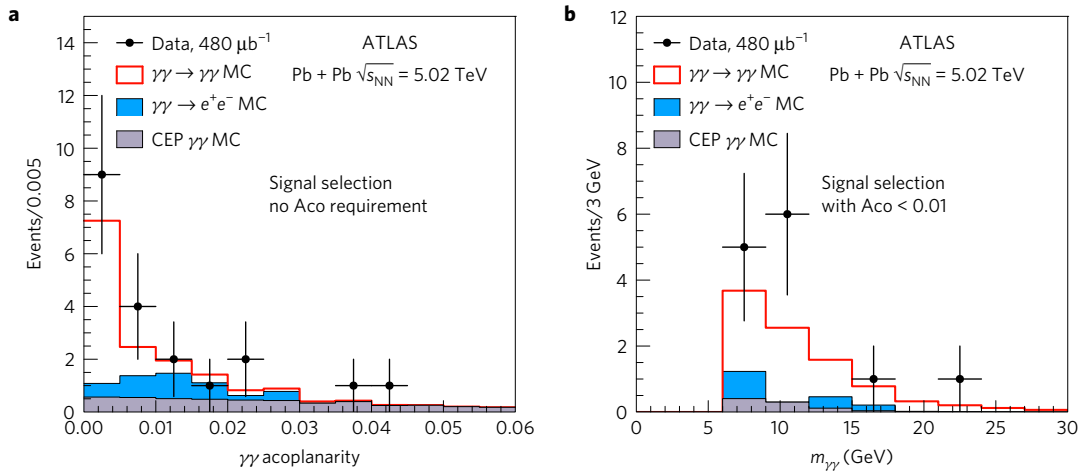 a
14
12
10
8
6
4
2
0
Events/0.005
Data, 480 μb⁻¹
γγ → γγ MC
γγ → e⁺e⁻ MC
CEP γγ MC
ATLAS
Pb + Pb √sNN = 5.02 TeV
Signal selection
no Aco requirement
0.00 0.01 0.02 0.03 0.04 0.05 0.06
γγ acoplanarity
b
12
10
8
6
4
2
0
Events/3 GeV
Data, 480 μb⁻¹
γγ → γγ MC
γγ → e⁺e⁻ MC
CEP γγ MC
ATLAS
Pb + Pb √sNN = 5.02 TeV
Signal selection
with Aco < 0.01
0 5 10 15 20 25 30
mγγ (GeV)